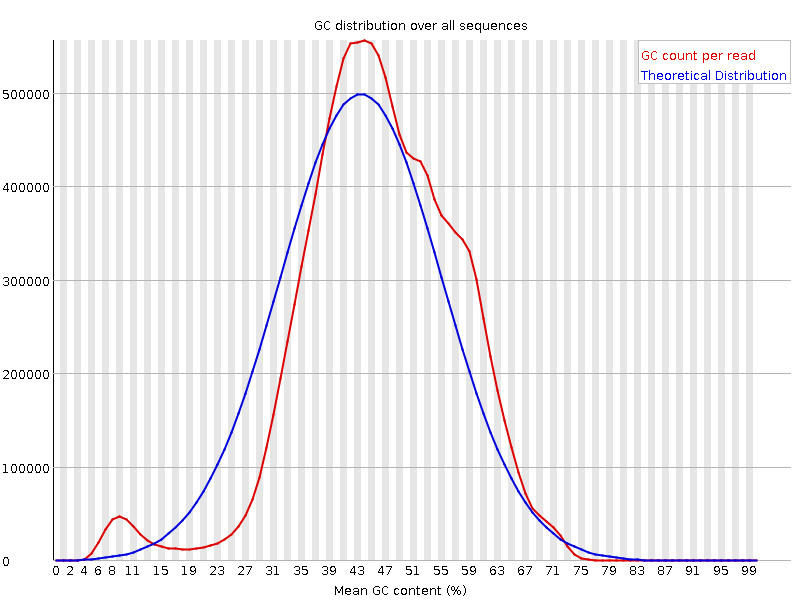 GC distribution over all sequences
GC count per read
Theoretical Distribution
500000
400000
300000
200000
100000
0
0 2 4 6 8 11 15 19 23 27 31 35 39 43 47 51 55 59 63 67 71 75 79 83 87 91 95 99
Mean GC content (%)